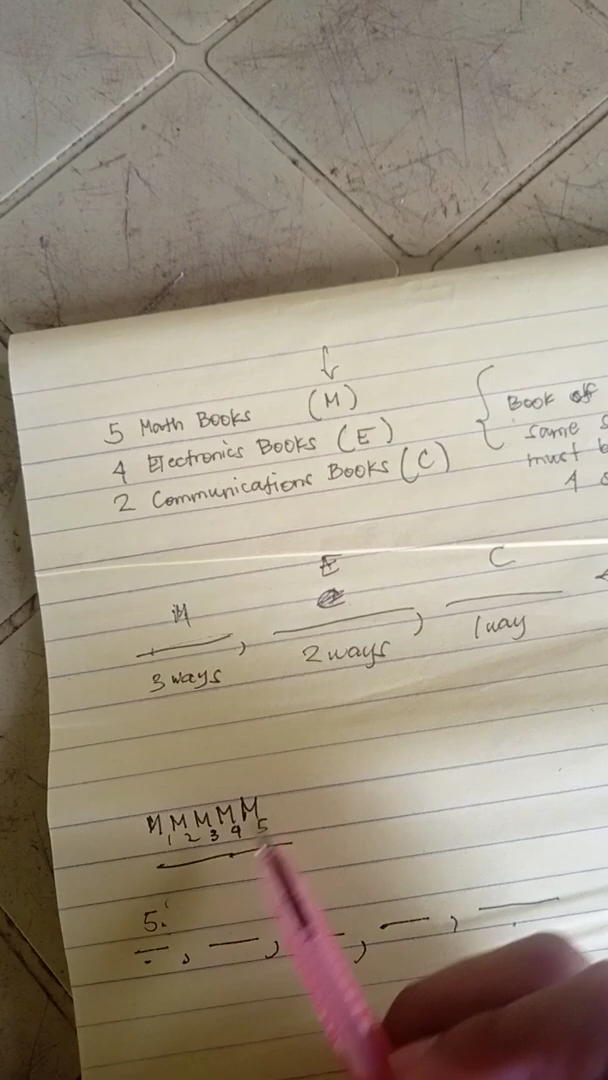 5 Math Books (M)
4 Electronics Books (E)
2 Communications Books (C)
Book of
same
must
M E C
3 ways, 2 ways, 1 way
M M M M M
1 2 3 4 5
5